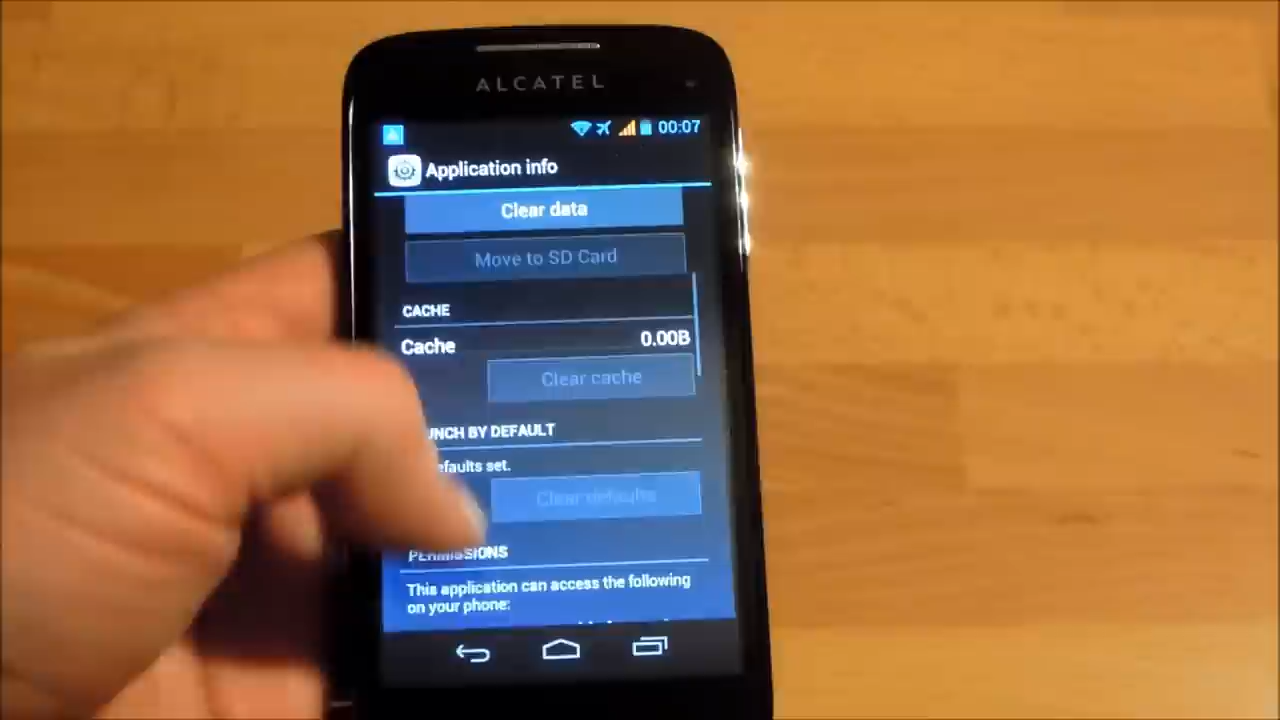 ALCATEL
00:07
Application info
Clear data
Move to SD Card
CACHE
Cache 0.00B
Clear cache
BY DEFAULT
set.
Clear defaults
PERMISSIONS
This application can access the following
on your phone: